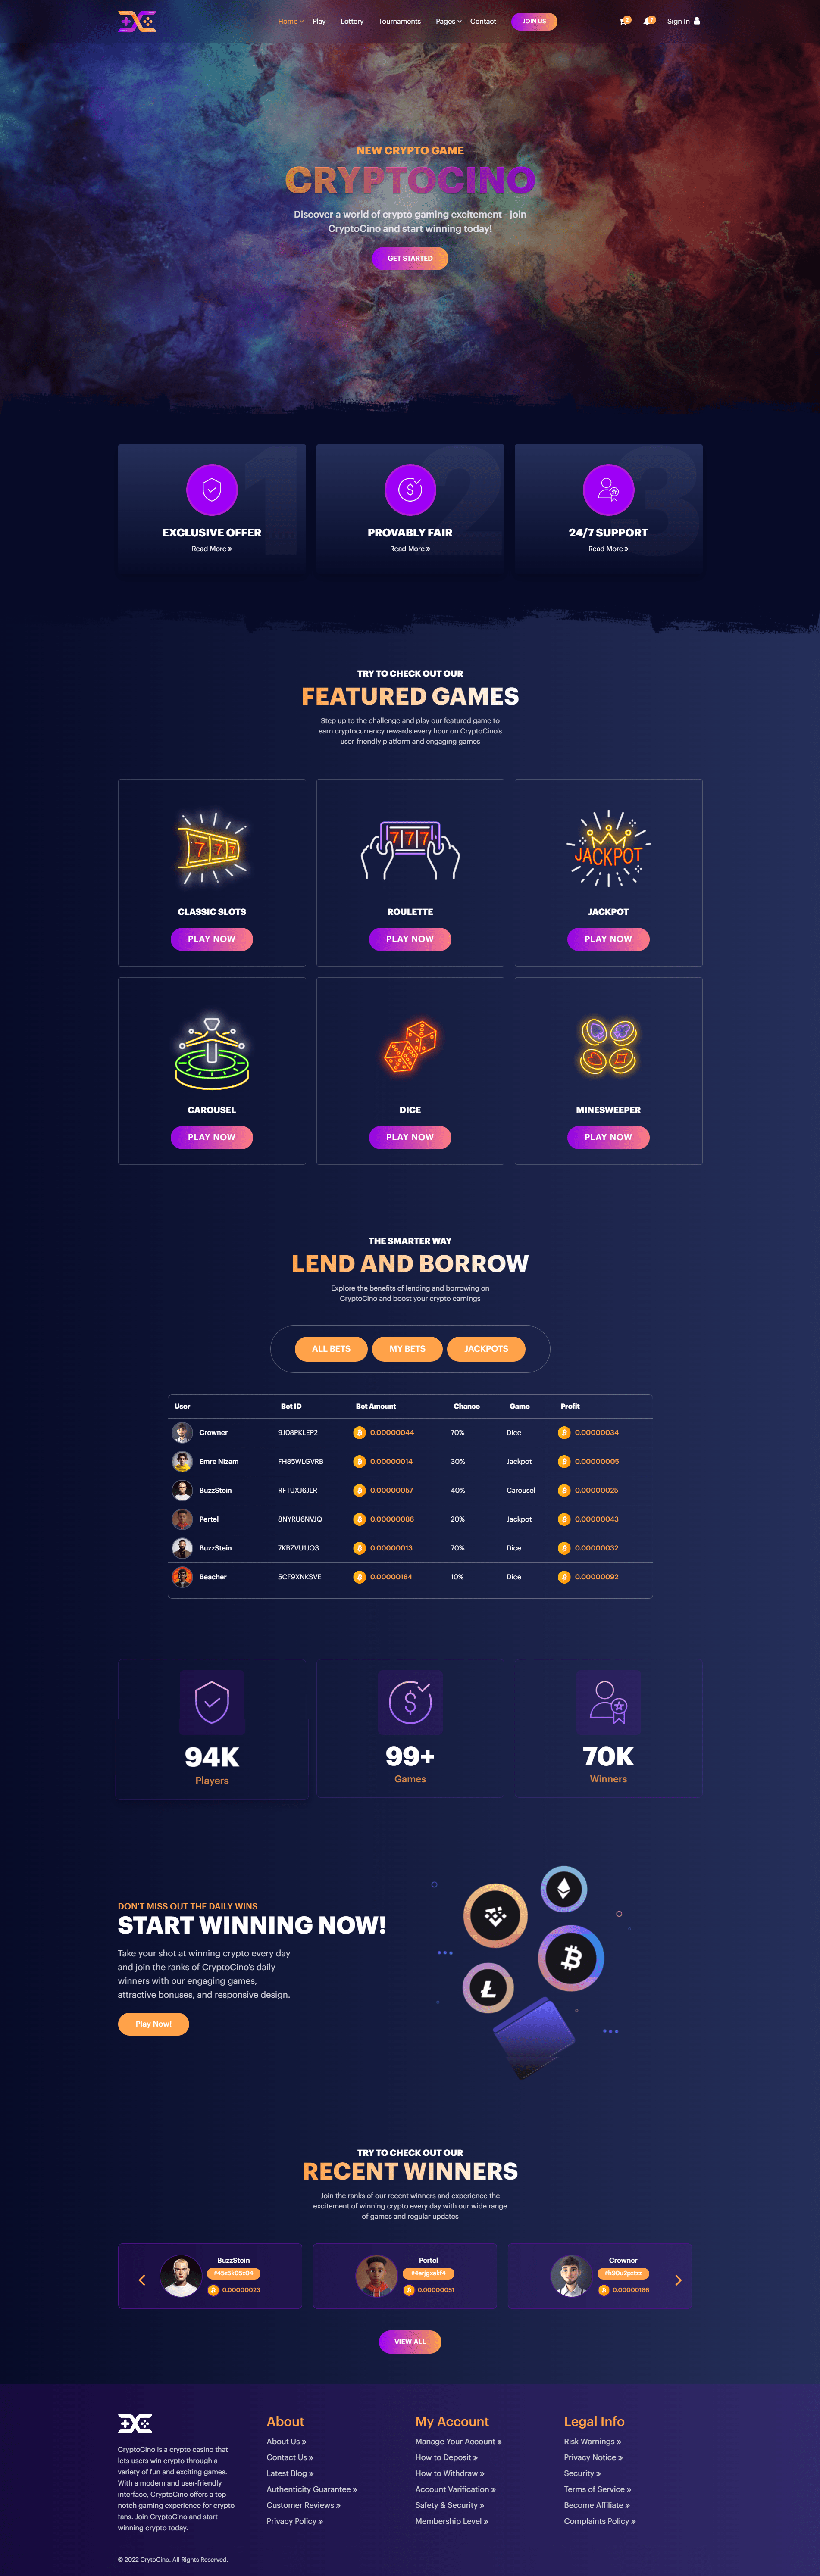 Home
Play
Lottery
Tournaments
Pages
Contact
JOIN US
Sign In
NEW CRYPTO GAME
CRYPTOCINO
Discover a world of crypto gaming excitement - join
CryptoCino and start winning today!
GET STARTED
1
EXCLUSIVE OFFER
Read More »
2
PROVABLY FAIR
Read More »
3
24/7 SUPPORT
Read More »
TRY TO CHECK OUT OUR
FEATURED GAMES
Step up to the challenge and play our featured game to
earn cryptocurrency rewards every hour on CryptoCino's
user-friendly platform and engaging games
777
CLASSIC SLOTS
PLAY NOW
777
ROULETTE
PLAY NOW
JACKPOT
JACKPOT
PLAY NOW
CAROUSEL
PLAY NOW
DICE
PLAY NOW
MINESWEEPER
PLAY NOW
THE SMARTER WAY
LEND AND BORROW
Explore the benefits of lending and borrowing on
CryptoCino and boost your crypto earnings
ALL BETS
MY BETS
JACKPOTS
User Bet ID Bet Amount Chance Game Profit
Crowner 9J08PKLEP2 0.00000044 70% Dice 0.00000034
Emre Nizam FH85WLGVRB 0.00000014 30% Jackpot 0.00000005
BuzzStein RFTUXJ6JLR 0.00000057 40% Carousel 0.00000025
Pertel 8NYRU6NVJQ 0.00000086 20% Jackpot 0.00000043
BuzzStein 7KBZVU1JO3 0.00000013 70% Dice 0.00000032
Beacher 5CF9XNKSVE 0.00000184 10% Dice 0.00000092
94K
Players
99+
Games
70K
Winners
DON'T MISS OUT THE DAILY WINS
START WINNING NOW!
Take your shot at winning crypto every day
and join the ranks of CryptoCino's daily
winners with our engaging games,
attractive bonuses, and responsive design.
Play Now!
TRY TO CHECK OUT OUR
RECENT WINNERS
Join the ranks of our recent winners and experience the
excitement of winning crypto every day with our wide range
of games and regular updates
BuzzStein
0.00000023
Pertel
0.00000051
Crowner
0.00000186
VIEW ALL
CryptoCino is a crypto casino that
lets users win crypto through a
variety of fun and exciting games.
With a modern and user-friendly
interface, CryptoCino offers a top-
notch gaming experience for crypto
fans. Join CryptoCino and start
winning crypto today.
About
About Us »
Contact Us »
Latest Blog »
Authenticity Guarantee »
Customer Reviews »
Privacy Policy »
My Account
Manage Your Account »
How to Deposit »
How to Withdraw »
Account Varification »
Safety & Security »
Membership Level »
Legal Info
Risk Warnings »
Privacy Notice »
Security »
Terms of Service »
Become Affiliate »
Complaints Policy »
© 2022 CrytoCino. All Rights Reserved.